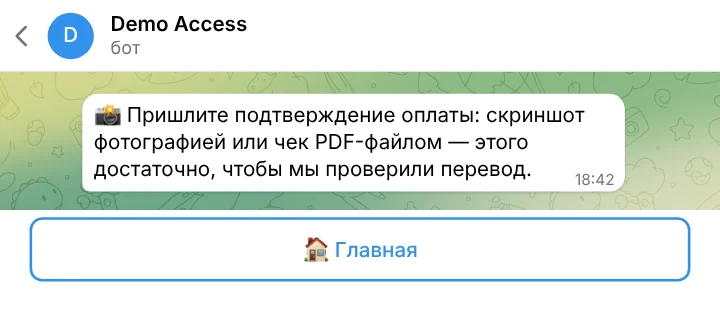 Demo Access
бот
📸 Пришлите подтверждение оплаты: скриншот
фотографией или чек PDF-файлом — этого
достаточно, чтобы мы проверили перевод.
18:42
🏠 Главная